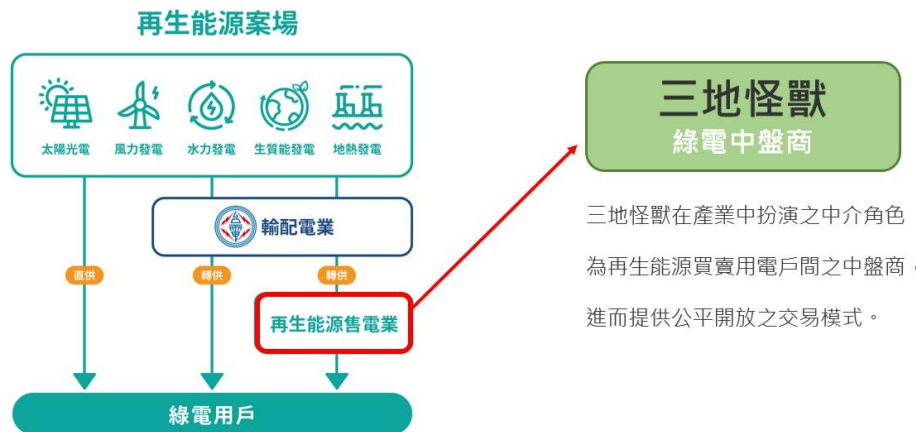 再生能源案場
太陽光電
風力發電
水力發電
生質能發電
地熱發電
輸配電業
直供
轉供
轉供
再生能源售電業
綠電用戶
三地怪獸
綠電中盤商
三地怪獸在產業中扮演之中介角色
為再生能源買賣用電戶間之中盤商，
進而提供公平開放之交易模式。